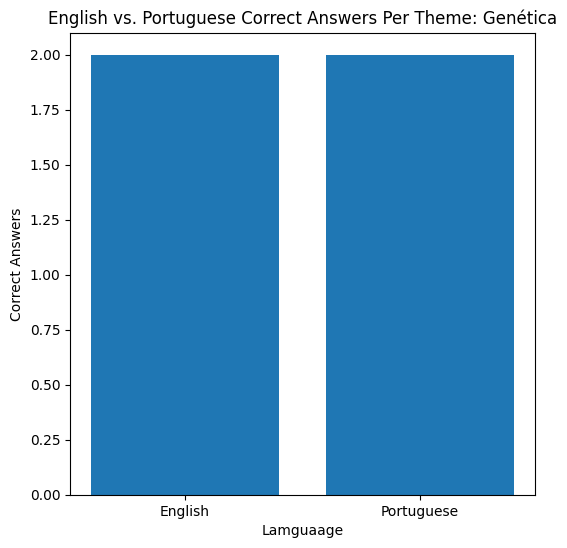 English vs. Portuguese Correct Answers Per Theme: Genética
2.00
1.75
1.50
1.25
1.00
0.75
0.50
0.25
0.00
Correct Answers
English Portuguese
Lamguaage